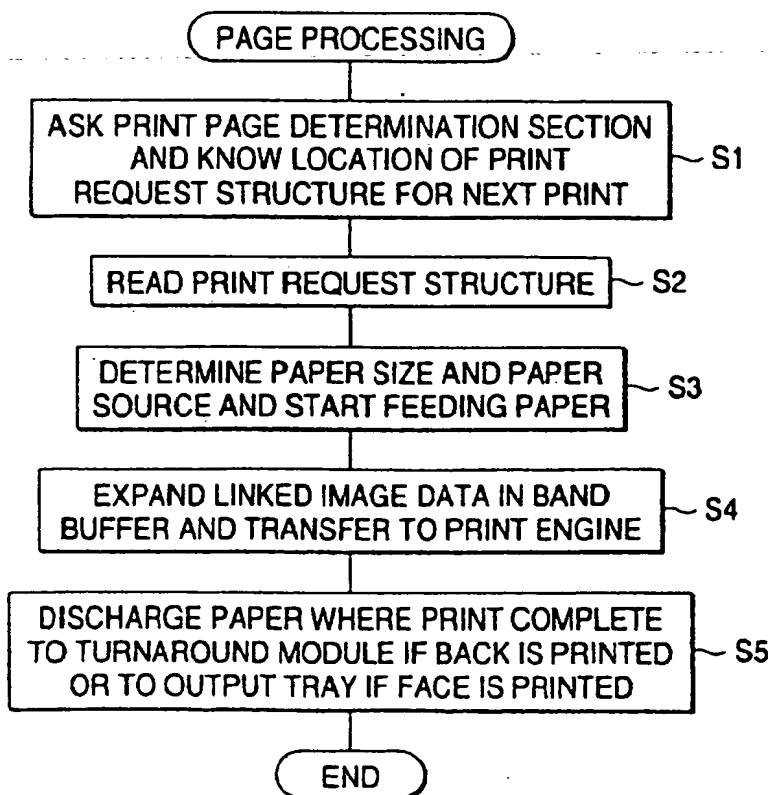 PAGE PROCESSING
ASK PRINT PAGE DETERMINATION SECTION
AND KNOW LOCATION OF PRINT
REQUEST STRUCTURE FOR NEXT PRINT
S1
READ PRINT REQUEST STRUCTURE
S2
DETERMINE PAPER SIZE AND PAPER
SOURCE AND START FEEDING PAPER
S3
EXPAND LINKED IMAGE DATA IN BAND
BUFFER AND TRANSFER TO PRINT ENGINE
S4
DISCHARGE PAPER WHERE PRINT COMPLETE
TO TURNAROUND MODULE IF BACK IS PRINTED
OR TO OUTPUT TRAY IF FACE IS PRINTED
S5
END